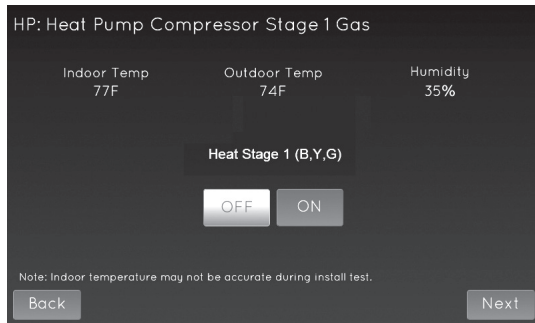 HP: Heat Pump Compressor Stage 1 Gas
Indoor Temp Outdoor Temp Humidity
77F 74F 35%
Heat Stage 1 (B,Y,G)
OFF ON
Note: Indoor temperature may not be accurate during install test.
Back Next